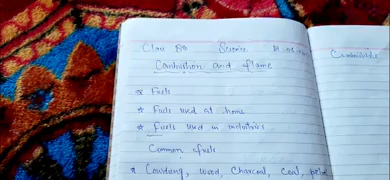 Class 8th Science
Combustion and flame
* Fuels
* Fuels used at home
* Fuels used in industries
Common fuels
* Cowdung, wood, Charcoal, Coal, petrol
Combustible